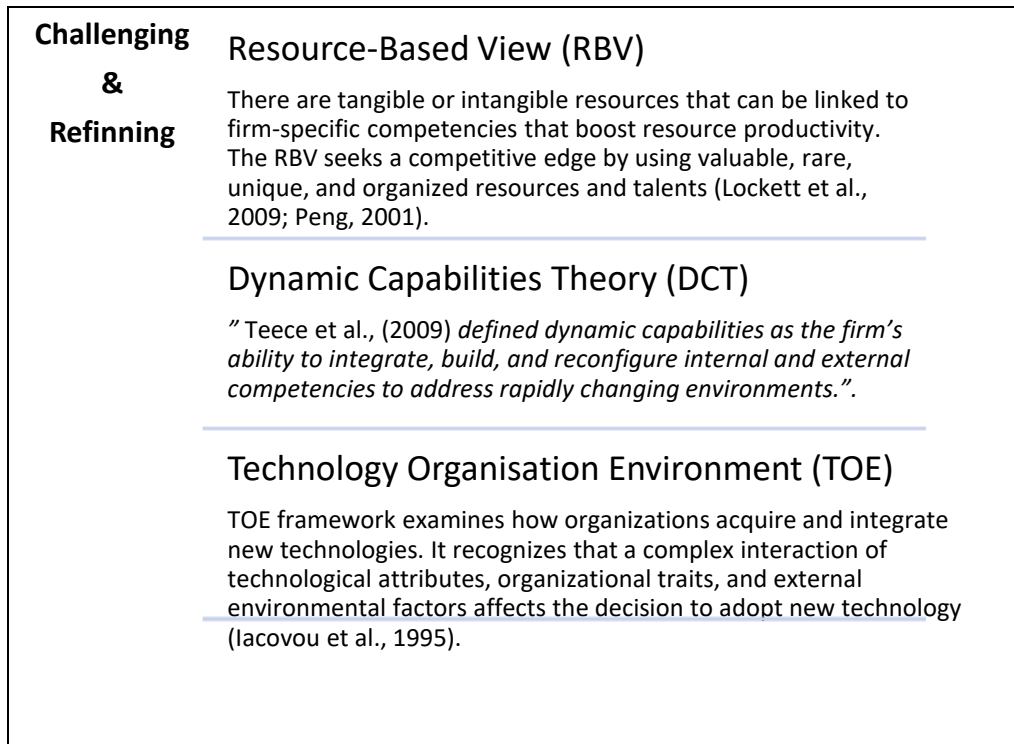 Challenging
&
Refinning
Resource-Based View (RBV)
There are tangible or intangible resources that can be linked to
firm-specific competencies that boost resource productivity.
The RBV seeks a competitive edge by using valuable, rare,
unique, and organized resources and talents (Lockett et al.,
2009; Peng, 2001).
Dynamic Capabilities Theory (DCT)
” Teece et al., (2009) defined dynamic capabilities as the firm’s
ability to integrate, build, and reconfigure internal and external
competencies to address rapidly changing environments.”.
Technology Organisation Environment (TOE)
TOE framework examines how organizations acquire and integrate
new technologies. It recognizes that a complex interaction of
technological attributes, organizational traits, and external
environmental factors affects the decision to adopt new technology
(Iacovou et al., 1995).